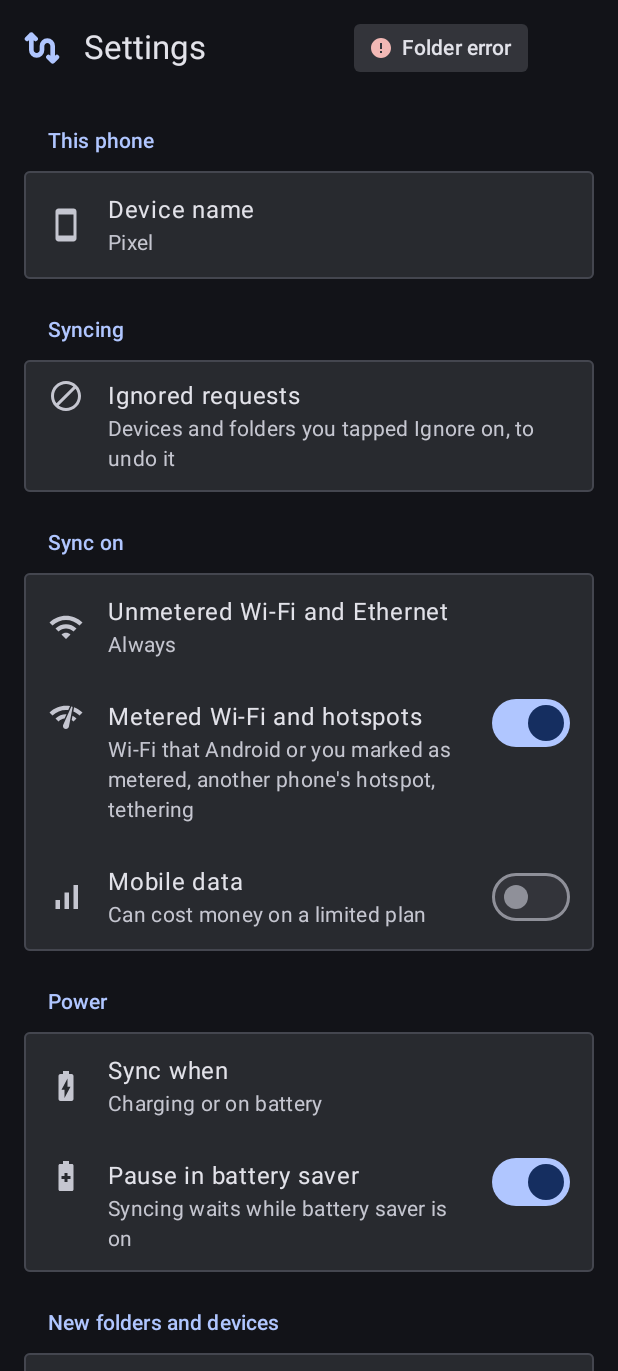 Settings
Folder error
This phone
Device name
Pixel
Syncing
Ignored requests
Devices and folders you tapped Ignore on, to
undo it
Sync on
Unmetered Wi-Fi and Ethernet
Always
Metered Wi-Fi and hotspots
Wi-Fi that Android or you marked as
metered, another phone's hotspot,
tethering
Mobile data
Can cost money on a limited plan
Power
Sync when
Charging or on battery
Pause in battery saver
Syncing waits while battery saver is
on
New folders and devices